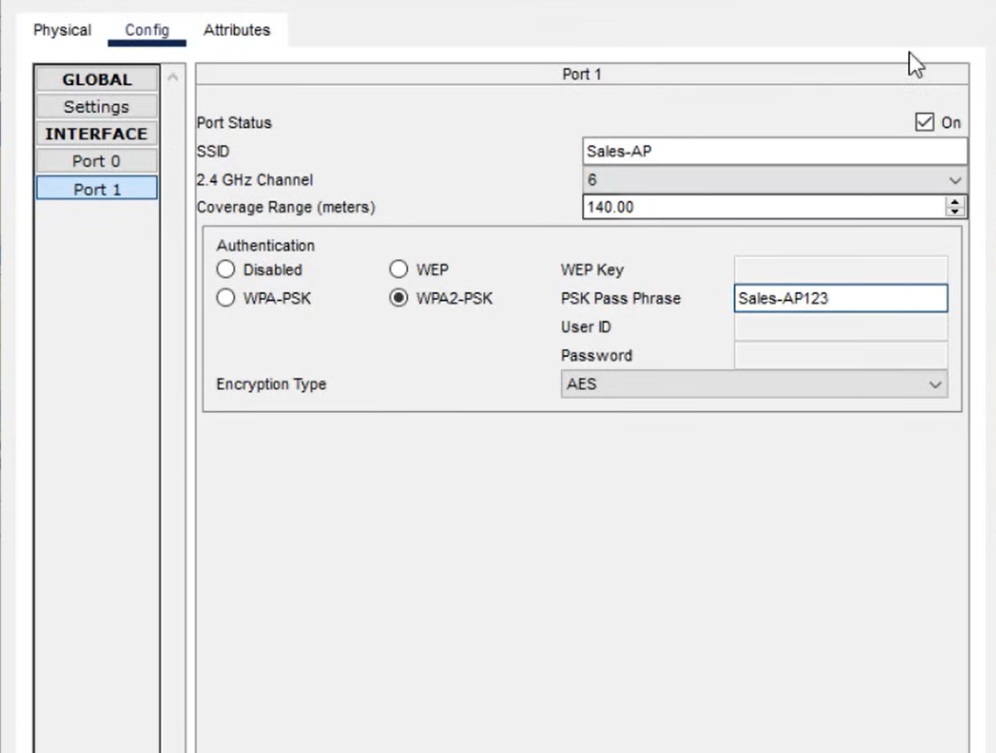 Physical Config Attributes
GLOBAL
Settings
INTERFACE
Port 0
Port 1
Port 1
Port Status On
SSID Sales-AP
2.4 GHz Channel 6
Coverage Range (meters) 140.00
Authentication
Disabled WEP WEP Key
WPA-PSK WPA2-PSK PSK Pass Phrase Sales-AP123
User ID
Password
Encryption Type AES